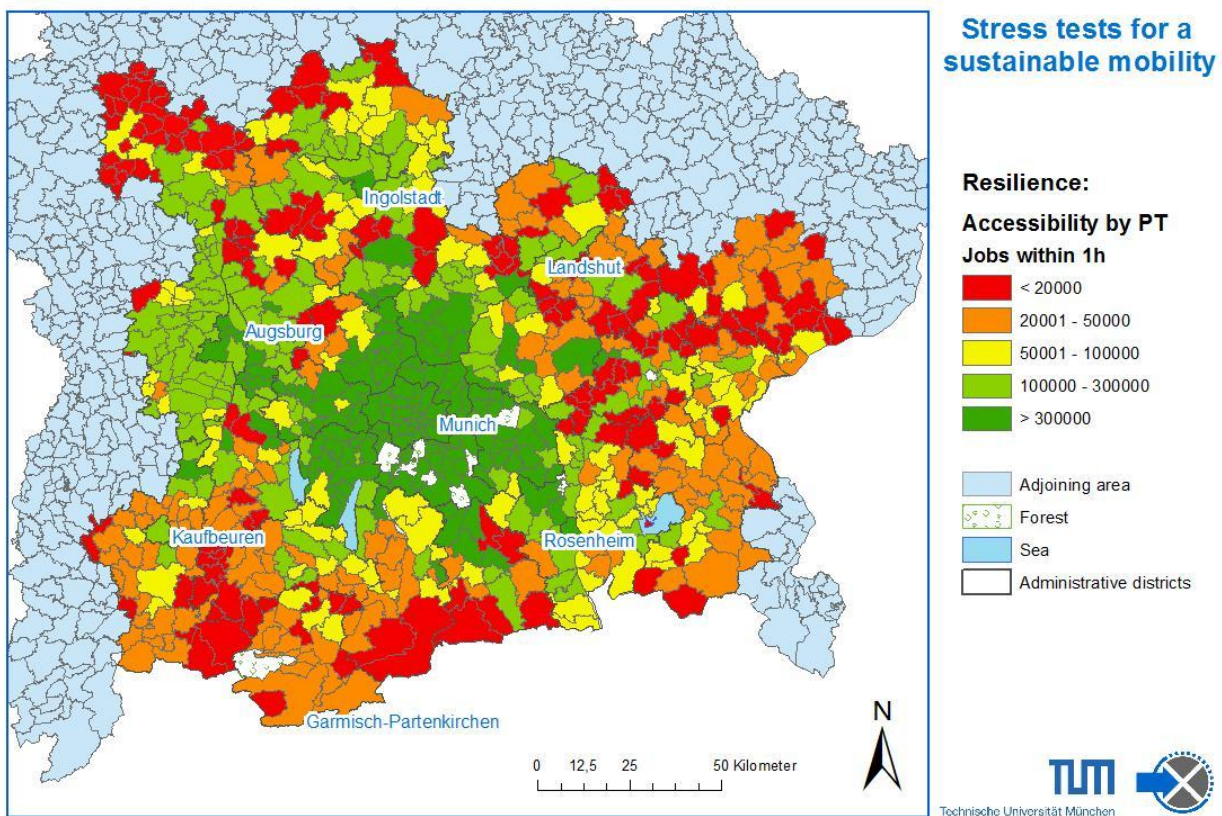 Stress tests for a
sustainable mobility
Ingolstadt
Landshut
Augsburg
Munich
Kaufbeuren
Rosenheim
Garmisch-Partenkirchen
N
0 12,5 25 50 Kilometer
Resilience:
Accessibility by PT
Jobs within 1h
< 20000
20001 - 50000
50001 - 100000
100000 - 300000
> 300000
Adjoining area
Forest
Sea
Administrative districts
TUM
Technische Universität München